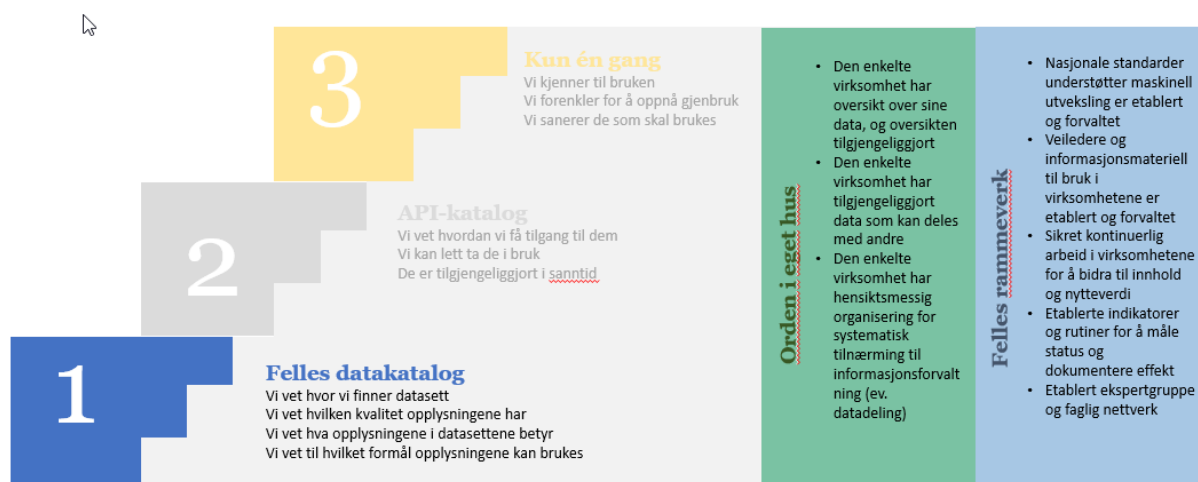 3
Kun én gang
Vi kjenner til bruken
Vi forenkler for å oppnå gjenbruk
Vi sanerer de som skal brukes
2
API-katalog
Vi vet hvordan vi få tilgang til dem
Vi kan lett ta de i bruk
De er tilgjengeliggjort i sanntid
1
Felles datakatalog
Vi vet hvor vi finner datasett
Vi vet hvilken kvalitet opplysningene har
Vi vet hva opplysningene i datasettene betyr
Vi vet til hvilket formål opplysningene kan brukes
Orden i eget hus
• Den enkelte
virksomhet har
oversikt over sine
data, og oversikten
tilgjengeliggjort
• Den enkelte
virksomhet har
tilgjengeliggjort
data som kan deles
med andre
• Den enkelte
virksomhet har
hensiktsmessig
organisering for
systematisk
tilnærming til
informasjonsforvalt
ning (ev.
datadeling)
Felles rammeverk
• Nasjonale standarder
understøtter maskinell
utveksling er etablert
og forvaltet
• Veiledere og
informasjonsmateriell
til bruk i
virksomhetene er
etablert og forvaltet
• Sikret kontinuerlig
arbeid i virksomhetene
for å bidra til innhold
og nytteverdi
• Etablerte indikatorer
og rutiner for å måle
status og
dokumentere effekt
• Etablert ekspertgruppe
og faglig nettverk